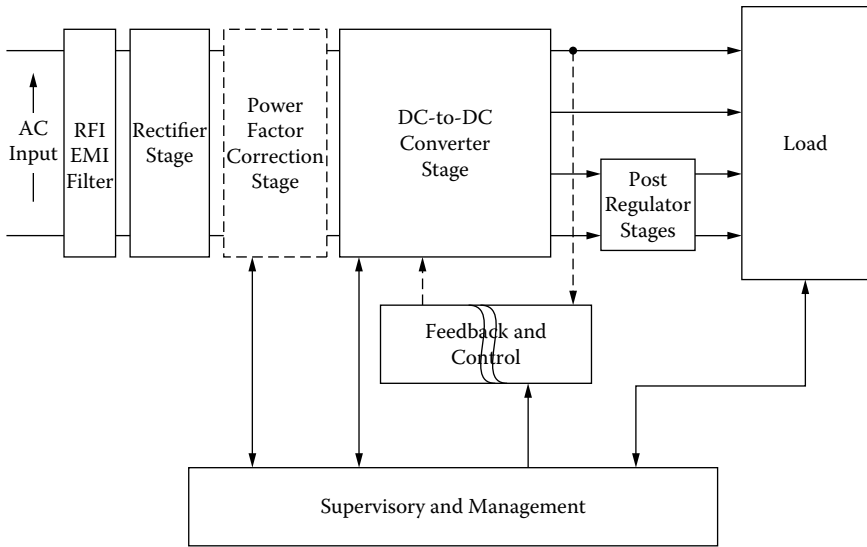 AC
Input
RFI
EMI
Filter
Rectifier
Stage
Power
Factor
Correction
Stage
DC-to-DC
Converter
Stage
Post
Regulator
Stages
Load
Feedback and
Control
Supervisory and Management